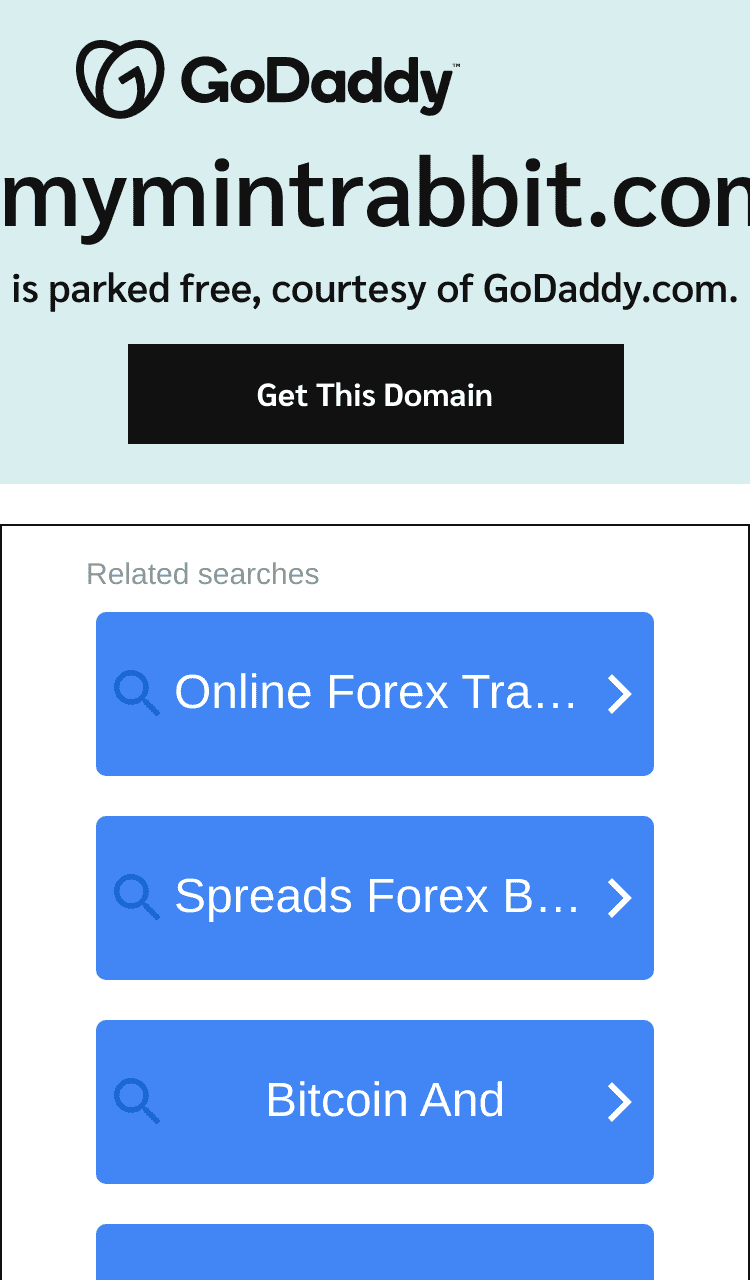 GoDaddy™
mymintrabbit.com
is parked free, courtesy of GoDaddy.com.
Get This Domain
Related searches
Online Forex Tra...
Spreads Forex B...
Bitcoin And